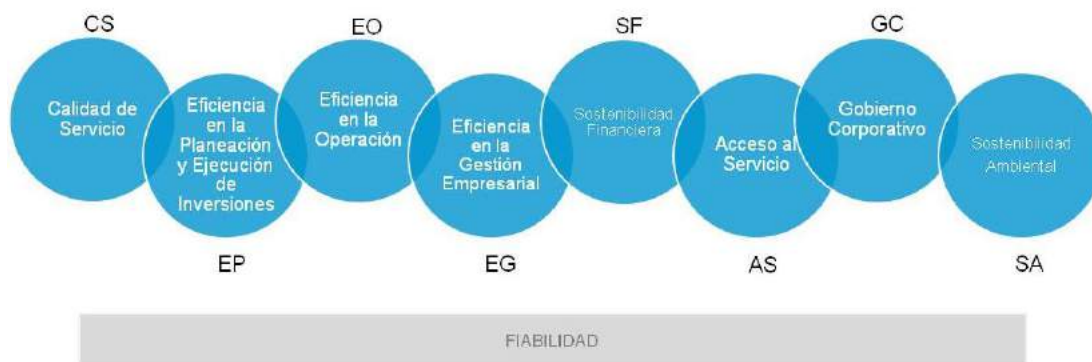 CS
Calidad de
Servicio
Eficiencia
en la
Planeación
y Ejecución
de
Inversiones
EP
EO
Eficiencia
en la
Operación
Eficiencia
en la
Gestión
Empresarial
EG
SF
Sostenibilidad
Financiera
Acceso al
Servicio
AS
GC
Gobierno
Corporativo
Sostenibilidad
Ambiental
SA
FIABILIDAD